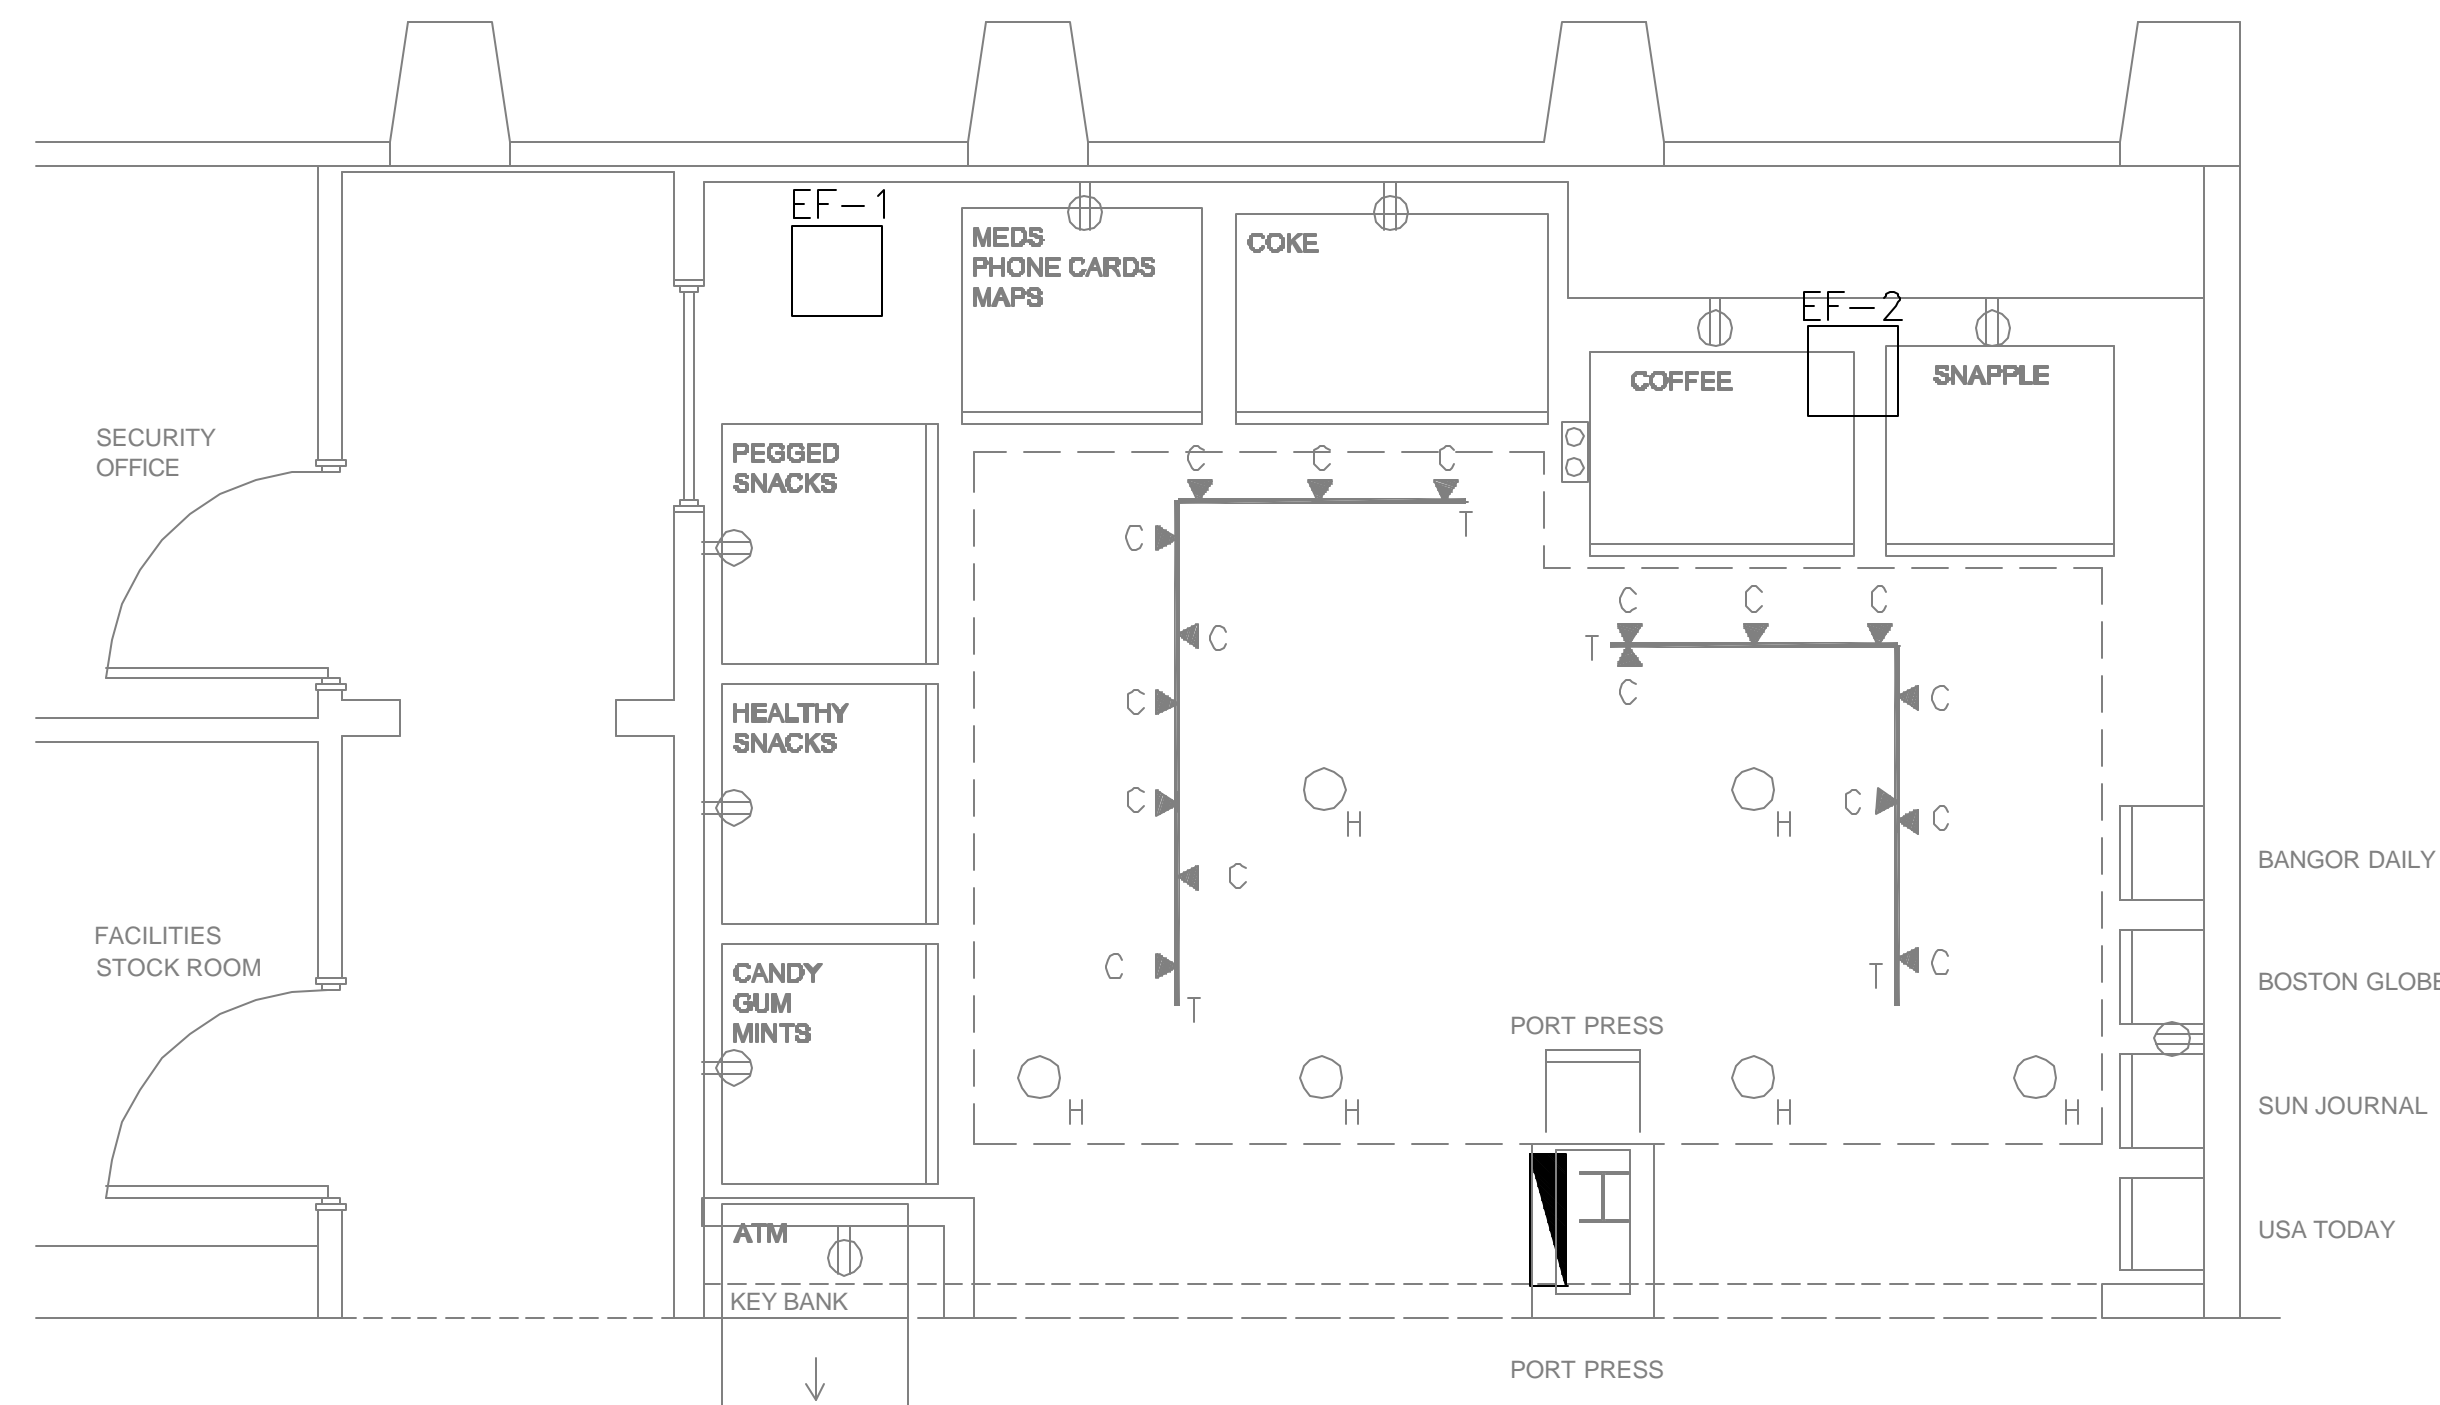 EF-1
MEDS
PHONE CARDS
MAPS
COKE
EF-2
COFFEE
SNAPPLE
SECURITY
OFFICE
PEGGED
SNACKS
C
C
C
T
C
C
C
C
C
C
T
C
C
C
T
C
C
C
C
C
T
HEALTHY
SNACKS
H
H
BANGOR DAILY
FACILITIES
STOCK ROOM
CANDY
GUM
MINTS
BOSTON GLOBE
PORT PRESS
H
H
H
H
SUN JOURNAL
ATM
USA TODAY
KEY BANK
PORT PRESS